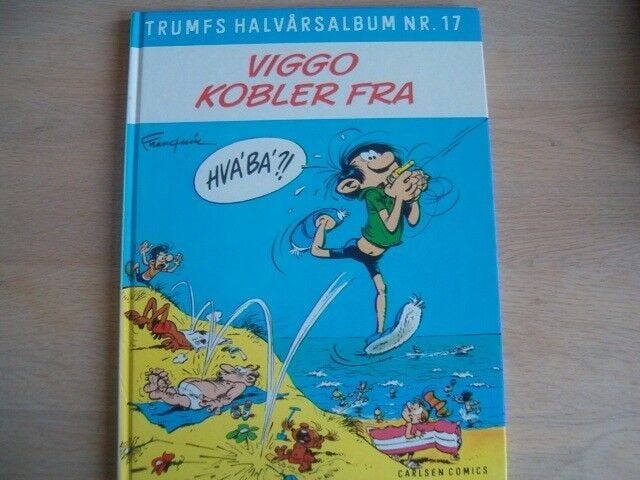 TRUMFS HALVÅRSALBUM NR. 17
VIGGO
KOBLER FRA
Franquin
HVA' BA'?!
CARLSEN COMICS